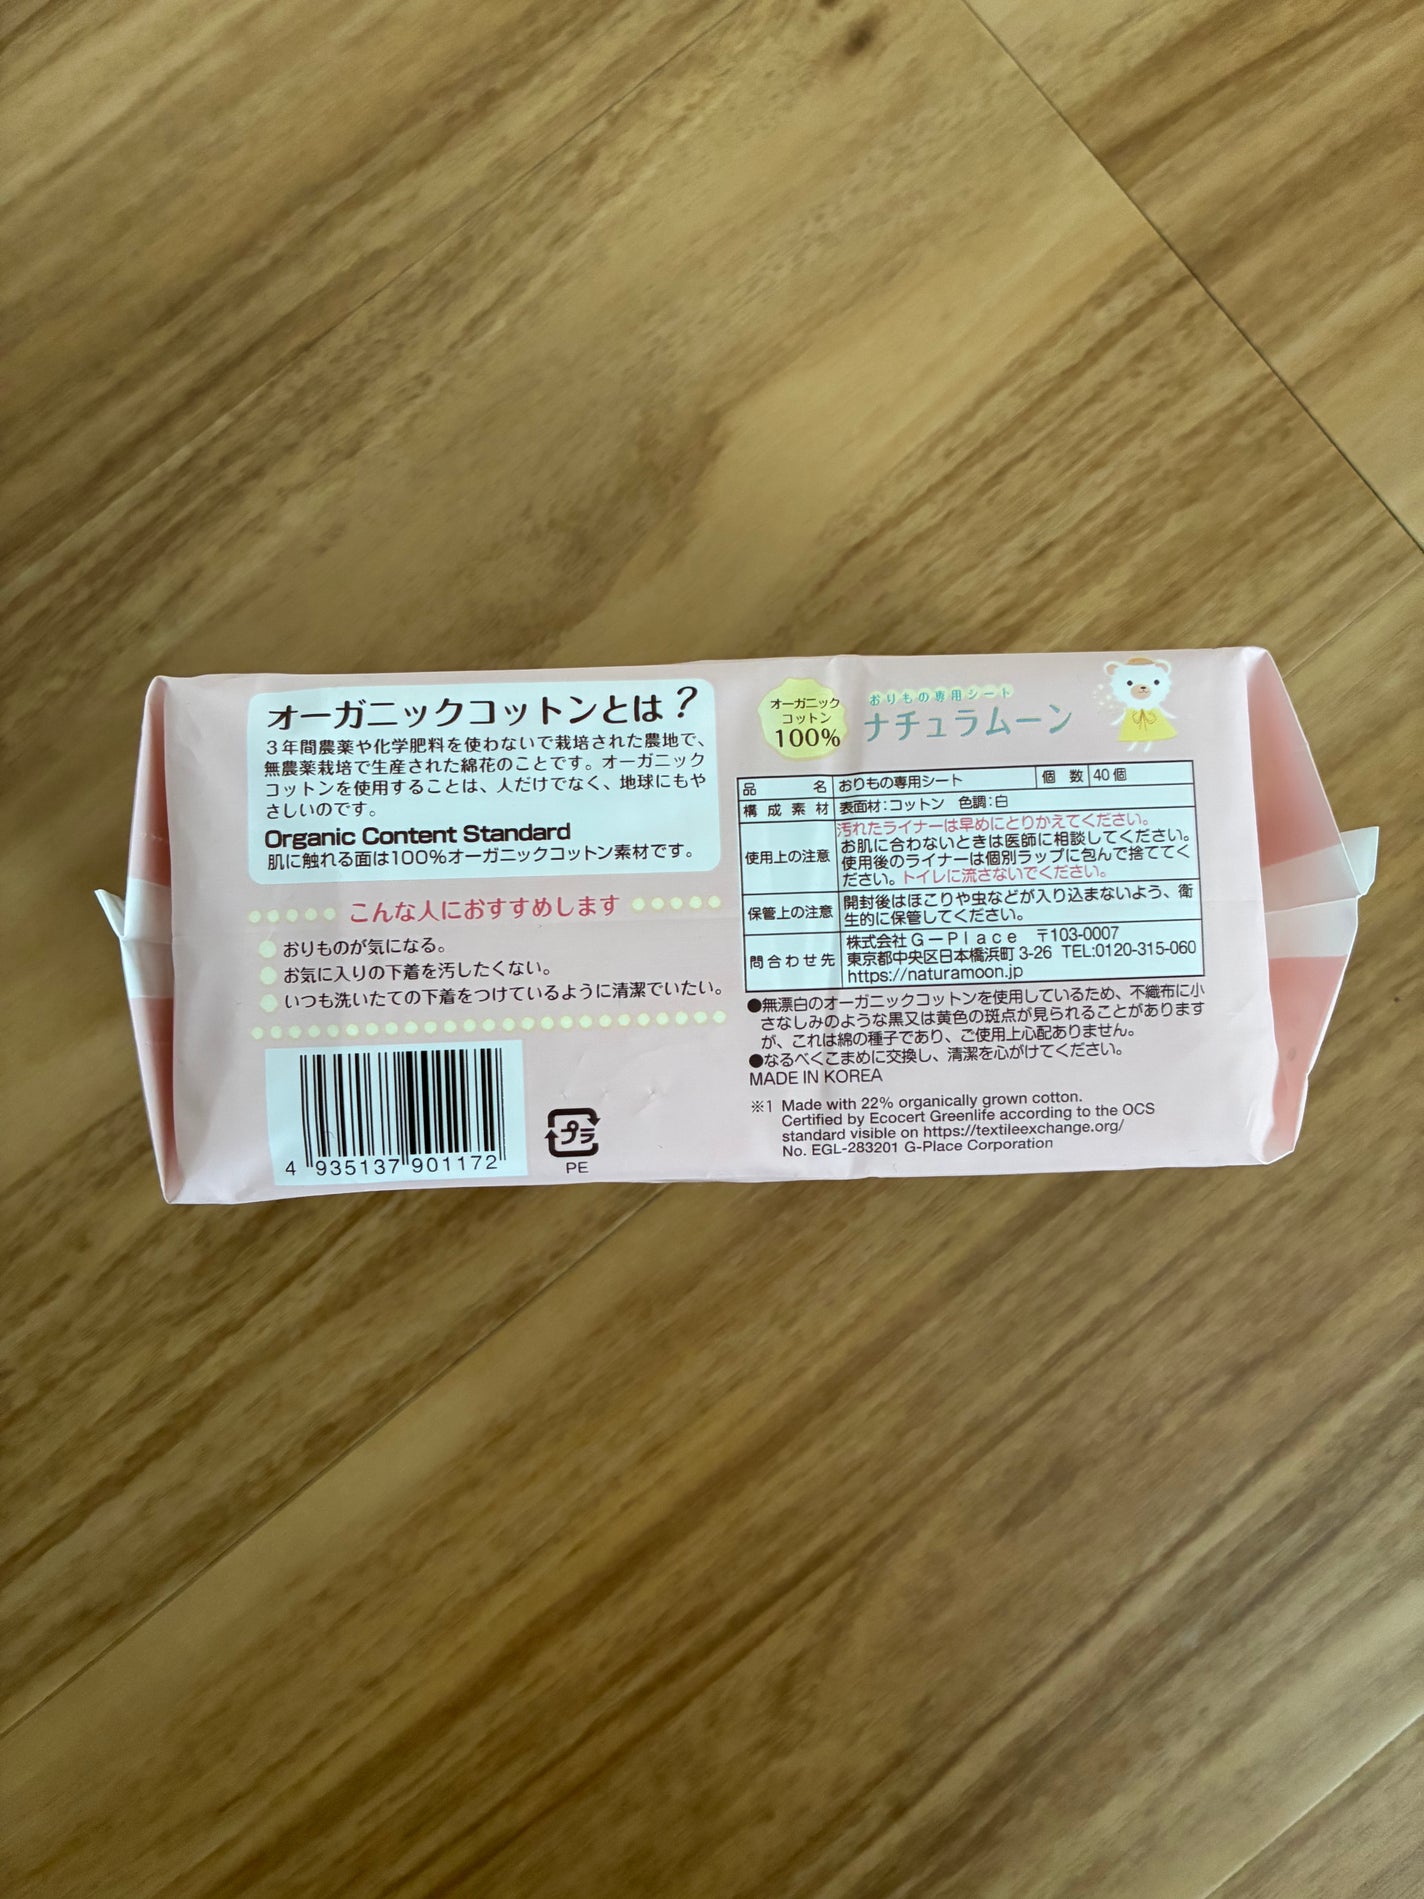 オーガニックコットンとは？
3年間農薬や化学肥料を使わないで栽培された農地で、
無農薬栽培で生産された綿花のことです。オーガニック
コットンを使用することは、人だけでなく、地球にもや
さしいのです。
Organic Content Standard
肌に触れる面は100%オーガニックコットン素材です。
こんな人におすすめします
おりものが気になる。
お気に入りの下着を汚したくない。
いつも洗いたての下着をつけているように清潔でいたい。
4 935137 901172
プラ
PE
オーガニック
コットン
100%
おりもの専用シート
ナチュラムーン
品 名 おりもの専用シート 個 数 40個
構成素材 表面材：コットン 色調：白
使用上の注意
汚れたライナーは早めにとりかえてください。
お肌に合わないときは医師に相談してください。
使用後のライナーは個別ラップに包んで捨ててく
ださい。トイレに流さないでください。
保管上の注意
開封後はほこりや虫などが入り込まないよう、衛
生的に保管してください。
問合わせ先
株式会社G－Place 〒103-0007
東京都中央区日本橋浜町3-26 TEL:0120-315-060
https://naturamoon.jp
●無漂白のオーガニックコットンを使用しているため、不織布に小
さなしみのような黒又は黄色の斑点が見られることがあります
が、これは綿の種子であり、ご使用上心配ありません。
●なるべくこまめに交換し、清潔を心がけてください。
MADE IN KOREA
※1 Made with 22% organically grown cotton.
Certified by Ecocert Greenlife according to the OCS
standard visible on https://textileexchange.org/
No. EGL-283201 G-Place Corporation